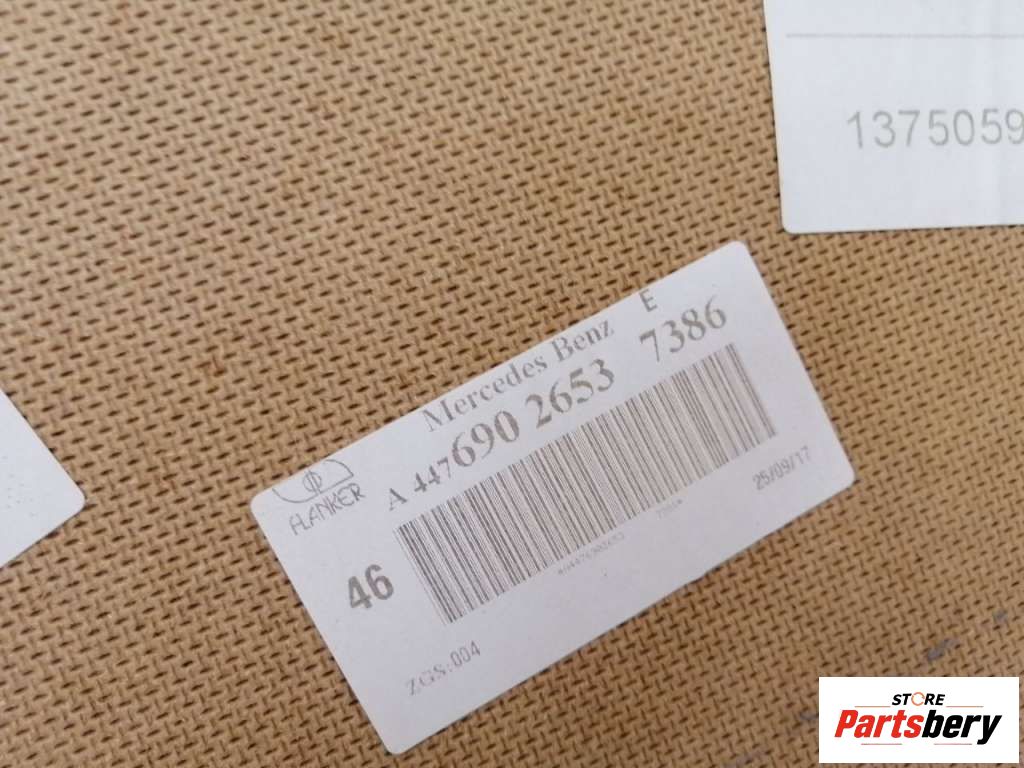 1375059
Mercedes Benz E
A 447 690 2653 7386
FLANKER
46
25/09/17
ZGS:004
STORE
Partsbery